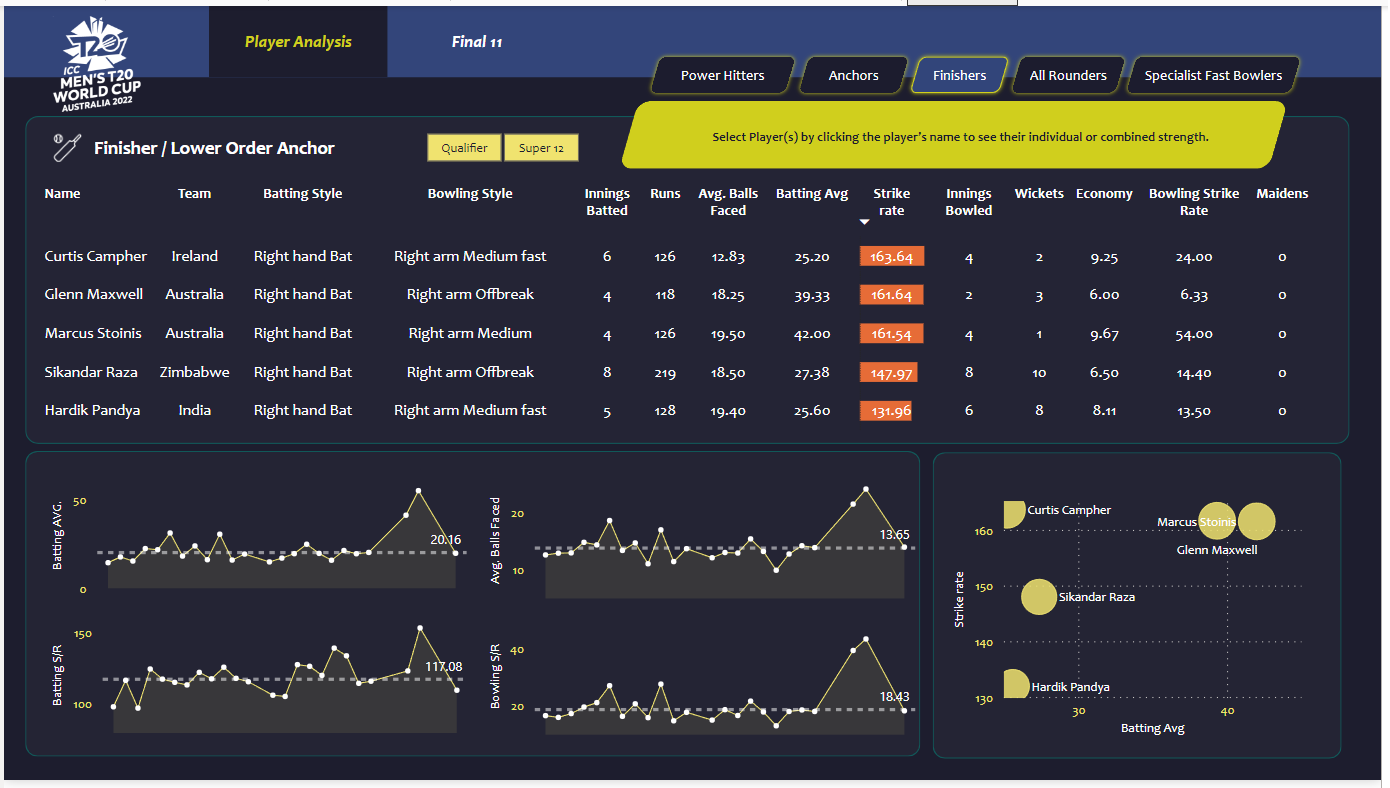 ICC
MEN'S T20
WORLD CUP
AUSTRALIA 2022
T20
Player Analysis
Final 11
Power Hitters
Anchors
Finishers
All Rounders
Specialist Fast Bowlers
Select Player(s) by clicking the player's name to see their individual or combined strength.
Finisher / Lower Order Anchor
Qualifier
Super 12
Name Team Batting Style Bowling Style Innings Batted Runs Avg. Balls Faced Batting Avg Strike rate Innings Bowled Wickets Economy Bowling Strike Rate Maidens
Curtis Campher Ireland Right hand Bat Right arm Medium fast 6 126 12.83 25.20 163.64 4 2 9.25 24.00 0
Glenn Maxwell Australia Right hand Bat Right arm Offbreak 4 118 18.25 39.33 161.64 2 3 6.00 6.33 0
Marcus Stoinis Australia Right hand Bat Right arm Medium 4 126 19.50 42.00 161.54 4 1 9.67 54.00 0
Sikandar Raza Zimbabwe Right hand Bat Right arm Offbreak 8 219 18.50 27.38 147.97 8 10 6.50 14.40 0
Hardik Pandya India Right hand Bat Right arm Medium fast 5 128 19.40 25.60 131.96 6 8 8.11 13.50 0
Batting AVG.
50
0
20.16
Avg. Balls Faced
20
10
13.65
Batting S/R
150
100
117.08
Bowling S/R
40
20
18.43
Strike rate
160
150
140
130
Curtis Campher
Marcus Stoinis
Glenn Maxwell
Sikandar Raza
Hardik Pandya
30
40
Batting Avg